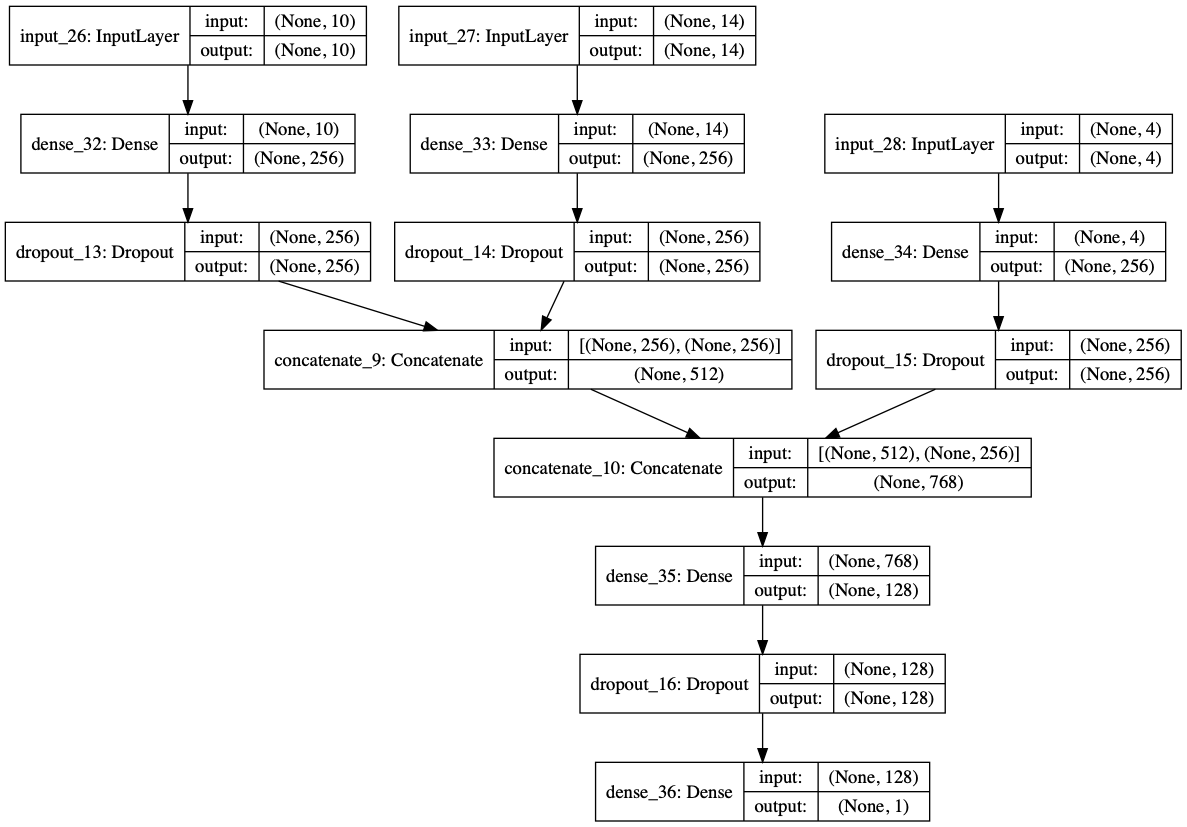 input_26: InputLayer
input: (None, 10)
output: (None, 10)
input_27: InputLayer
input: (None, 14)
output: (None, 14)
dense_32: Dense
input: (None, 10)
output: (None, 256)
dense_33: Dense
input: (None, 14)
output: (None, 256)
input_28: InputLayer
input: (None, 4)
output: (None, 4)
dropout_13: Dropout
input: (None, 256)
output: (None, 256)
dropout_14: Dropout
input: (None, 256)
output: (None, 256)
dense_34: Dense
input: (None, 4)
output: (None, 256)
concatenate_9: Concatenate
input: [(None, 256), (None, 256)]
output: (None, 512)
dropout_15: Dropout
input: (None, 256)
output: (None, 256)
concatenate_10: Concatenate
input: [(None, 512), (None, 256)]
output: (None, 768)
dense_35: Dense
input: (None, 768)
output: (None, 128)
dropout_16: Dropout
input: (None, 128)
output: (None, 128)
dense_36: Dense
input: (None, 128)
output: (None, 1)